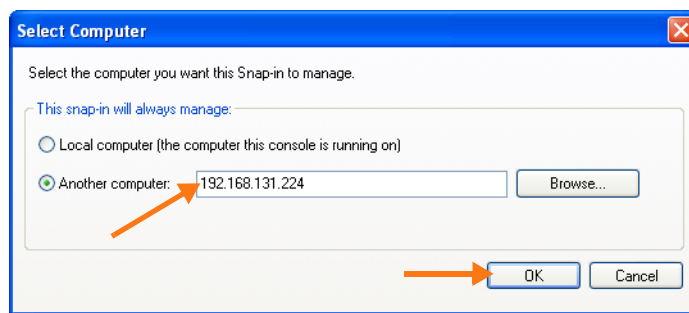 Select Computer
Select the computer you want this Snap-in to manage.
This snap-in will always manage:
Local computer (the computer this console is running on)
Another computer: 192.168.131.224 Browse...
OK Cancel